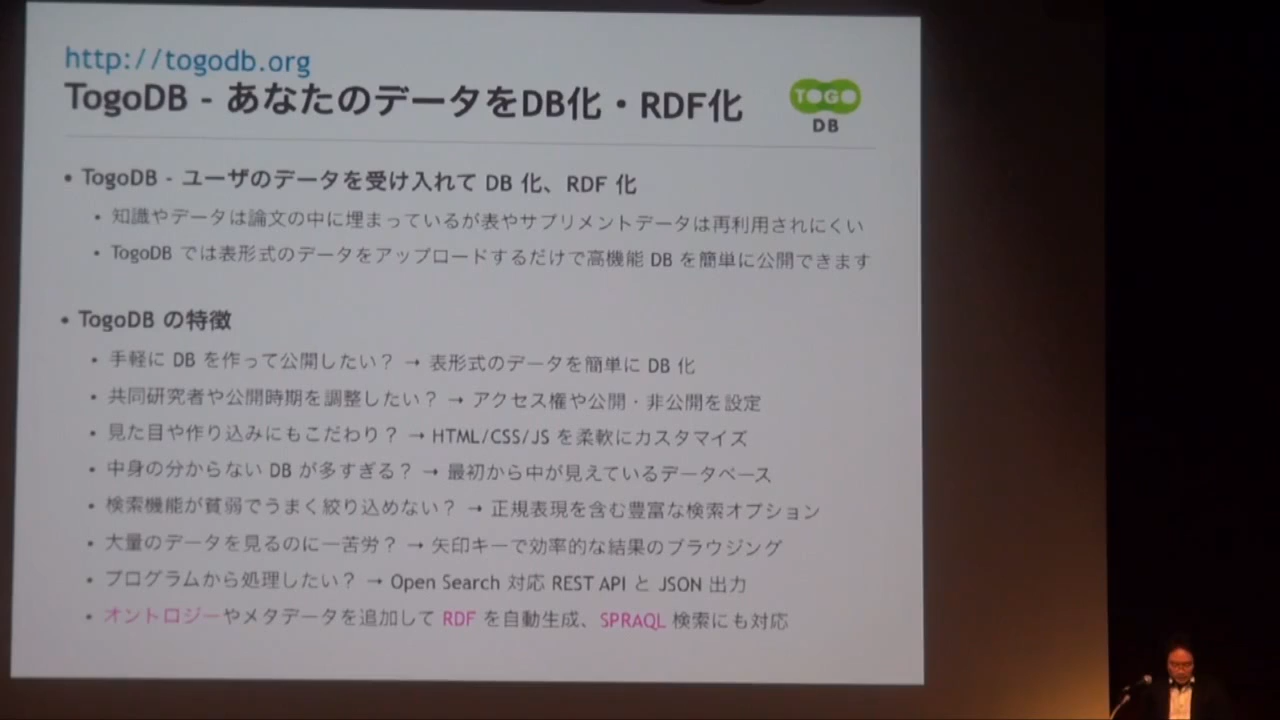 http://togodb.org
TogoDB - あなたのデータをDB化・RDF化
TOGO
DB
• TogoDB - ユーザのデータを受け入れて DB 化、RDF 化
• 知識やデータは論文の中に埋まっているが表やサプリメントデータは再利用されにくい
• TogoDB では表形式のデータをアップロードするだけで高機能 DB を簡単に公開できます
• TogoDB の特徴
• 手軽に DB を作って公開したい？ → 表形式のデータを簡単に DB 化
• 共同研究者や公開時期を調整したい？ → アクセス権や公開・非公開を設定
• 見た目や作り込みにもこだわり？ → HTML/CSS/JS を柔軟にカスタマイズ
• 中身の分からない DB が多すぎる？ → 最初から中が見えているデータベース
• 検索機能が貧弱でうまく絞り込めない？ → 正規表現を含む豊富な検索オプション
• 大量のデータを見るのに一苦労？ → 矢印キーで効率的な結果のブラウジング
• プログラムから処理したい？ → Open Search 対応 REST API と JSON 出力
• オントロジーやメタデータを追加して RDF を自動生成、SPRAQL 検索にも対応